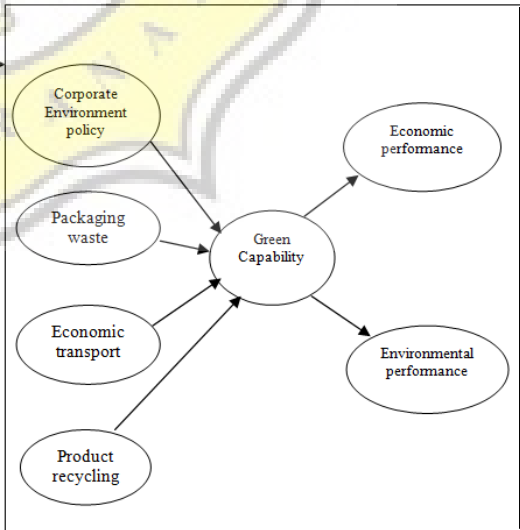 Corporate
Environment
policy
Packaging
waste
Economic
transport
Product
recycling
Green
Capability
Economic
performance
Environmental
performance